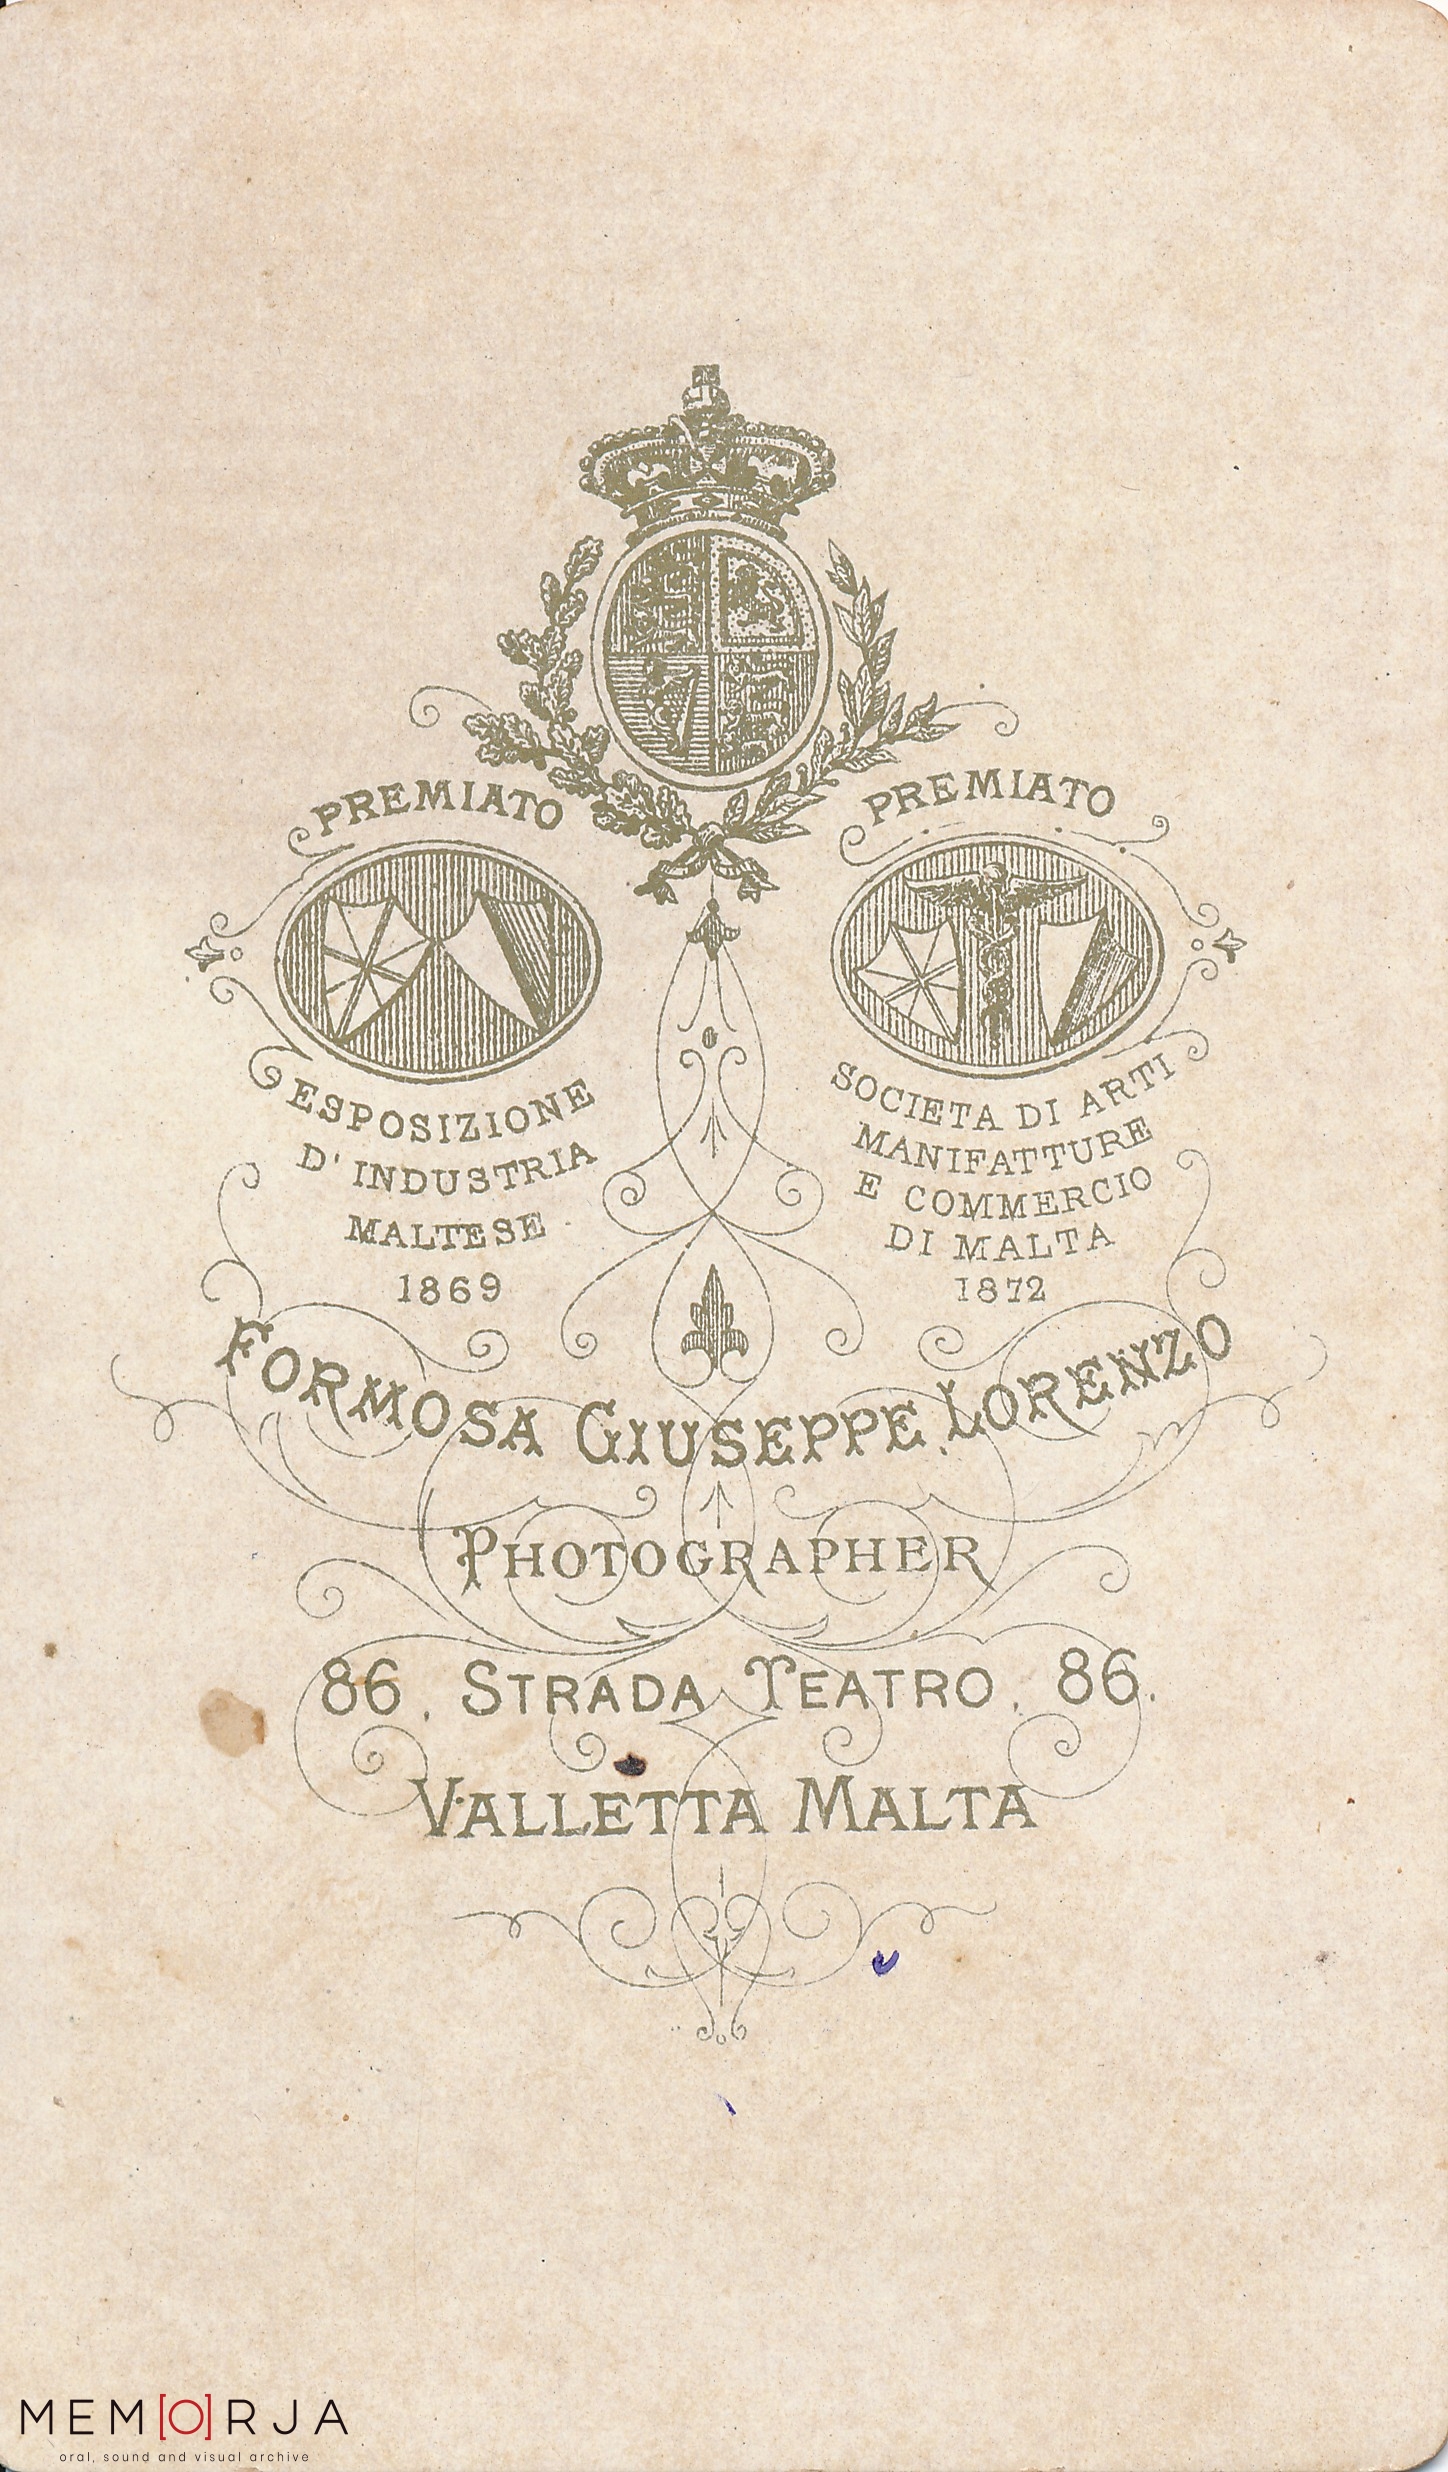 PREMIATO
ESPOSIZIONE
D'INDUSTRIA
MALTESE
1869
PREMIATO
SOCIETA DI ARTI
MANIFATTURE
E COMMERCIO
DI MALTA
1872
FORMOSA GIUSEPPE LORENZO
PHOTOGRAPHER
86. STRADA TEATRO. 86.
VALLETTA MALTA
MEM[O]RJA
oral, sound and visual archive